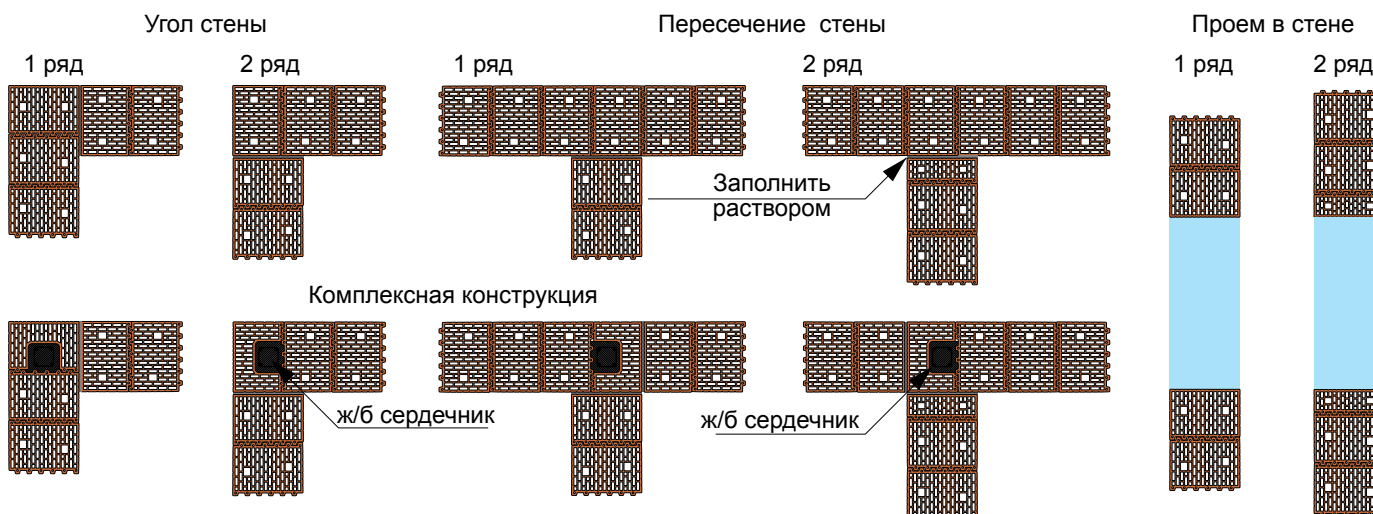 Угол стены
Пересечение стены
Проем в стене
1 ряд
2 ряд
1 ряд
2 ряд
1 ряд
2 ряд
Заполнить
раствором
Комплексная конструкция
ж/б сердечник
ж/б сердечник